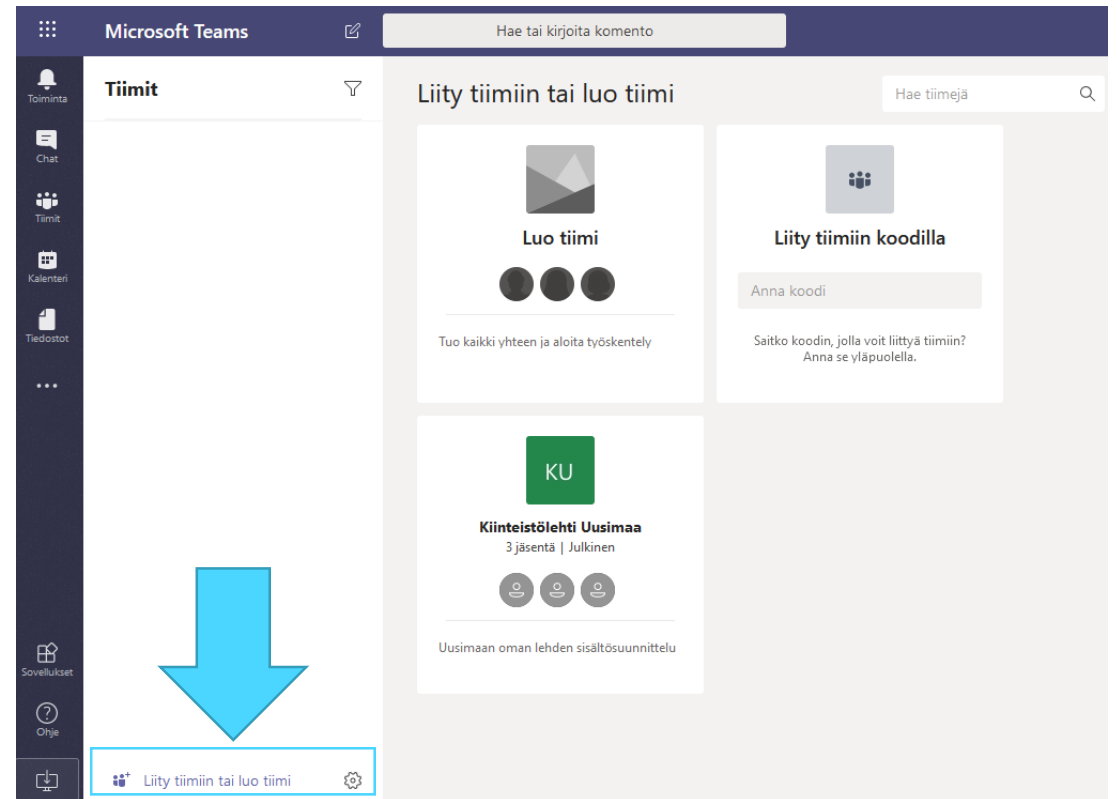 Microsoft Teams
Hae tai kirjoita komento
Toiminta
Chat
Tiimit
Kalenteri
Tiedostot
Sovellukset
Ohje
Tiimit
Liity tiimiin tai luo tiimi
Liity tiimiin tai luo tiimi
Hae tiimejä
Luo tiimi
Tuo kaikki yhteen ja aloita työskentely
Liity tiimiin koodilla
Anna koodi
Saitko koodin, jolla voit liittyä tiimiin?
Anna se yläpuolella.
KU
Kiinteistölehti Uusimaa
3 jäsentä | Julkinen
Uusimaan oman lehden sisältösuunnittelu